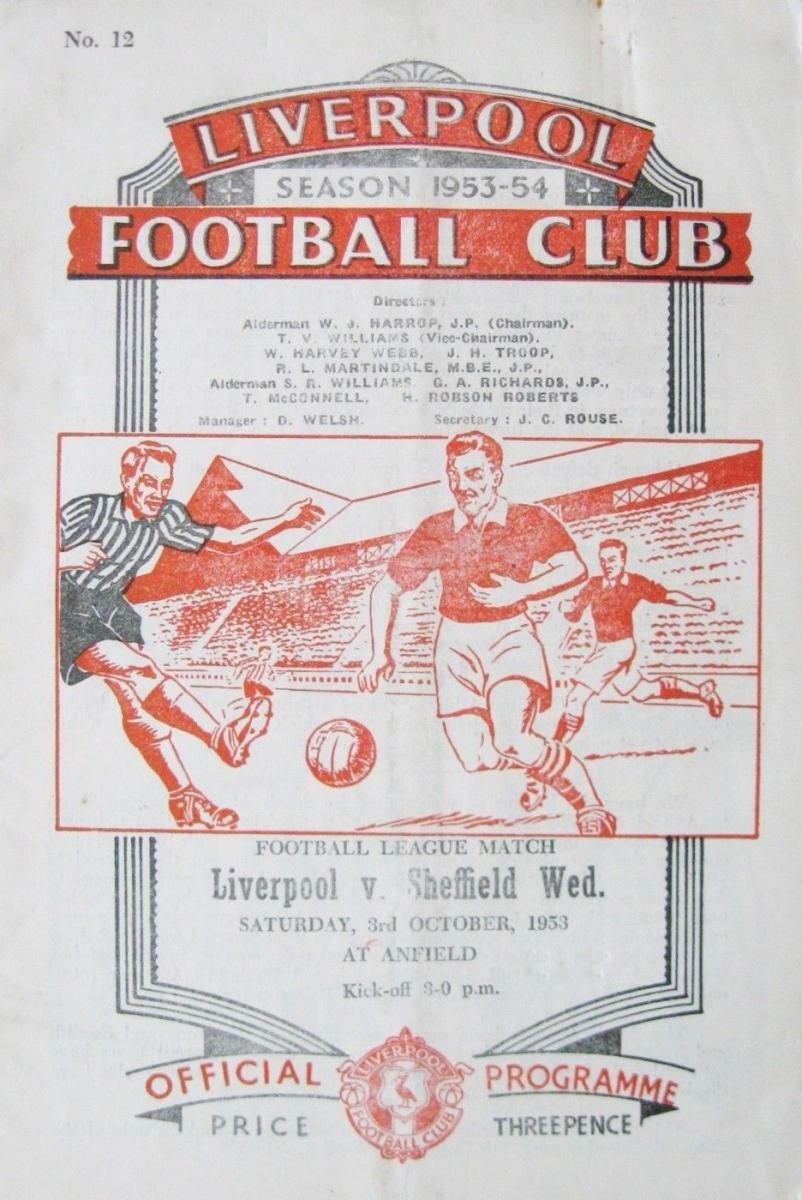 No. 12
LIVERPOOL
SEASON 1953-54
FOOTBALL CLUB
Directors :
Alderman W. J. HARROP, J.P. (Chairman).
T. V. WILLIAMS (Vice-Chairman).
W. HARVEY WEBB, J. H. TROOP,
R. L. MARTINDALE, M.B.E., J.P.,
Alderman S. R. WILLIAMS G. A. RICHARDS, J.P.,
T. McCONNELL, H. ROBSON ROBERTS
Manager : D. WELSH. Secretary : J. C. ROUSE.
FOOTBALL LEAGUE MATCH
Liverpool v. Sheffield Wed.
SATURDAY, 3rd OCTOBER, 1953
AT ANFIELD
Kick-off 3-0 p.m.
OFFICIAL PROGRAMME
LIVERPOOL
FOOTBALL CLUB
PRICE THREEPENCE